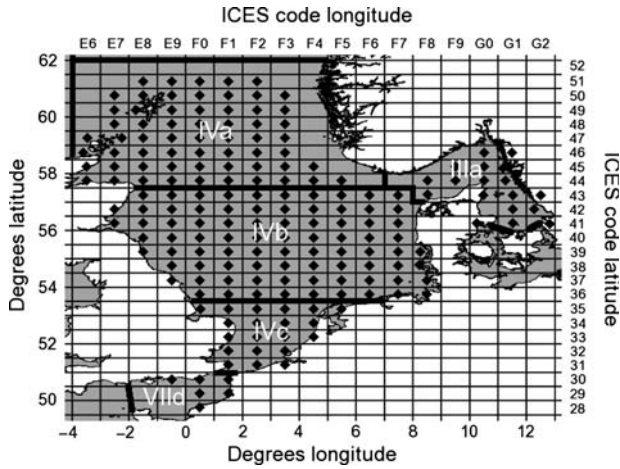 ICES code longitude
E6 E7 E8 E9 F0 F1 F2 F3 F4 F5 F6 F7 F8 F9 G0 G1 G2
62 60 58 56 54 52 50
Degrees latitude
IVa
IIIa
IVb
IVc
VIId
52 51 50 49 48 47 46 45 44 43 42 41 40 39 38 37 36 35 34 33 32 31 30 29 28
ICES code latitude
−4 −2 0 2 4 6 8 10 12
Degrees longitude